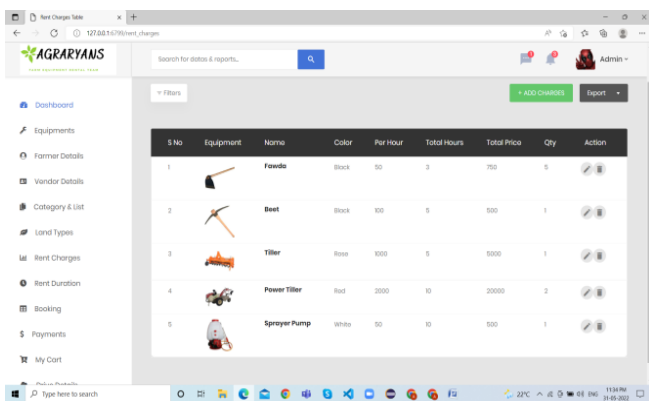 Rent Charges Table
127.0.0.1:6799/rent_charges
AGRARYANS
Search for datas & reports...
Admin
Filters
+ ADD CHARGES
Export
Dashboard
Equipments
Farmer Details
Vendor Details
Category & List
Land Types
Rent Charges
Rent Duration
Booking
$ Payments
My Cart
S No Equipment Name Color Per Hour Total Hours Total Price Qty Action
1 Fawda Black 50 3 750 5
2 Beet Black 100 5 500 1
3 Tiller Rose 1000 5 5000 1
4 Power Tiller Red 2000 10 20000 2
5 Sprayer Pump White 50 10 500 1
Type here to search
22°C
ENG
11:34 PM
31-05-2022